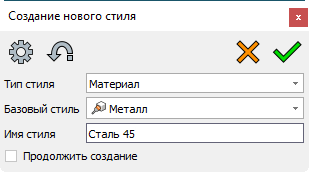 Создание нового стиля
Тип стиля Материал
Базовый стиль Металл
Имя стиля Сталь 45
Продолжить создание